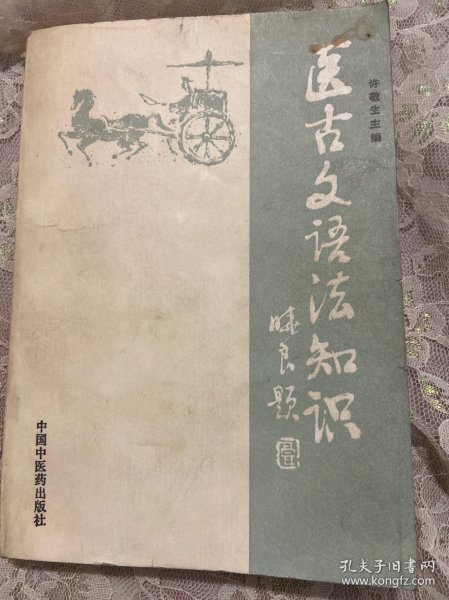 许敬生主编
医古文语法知识
晓良题
中国中医药出版社
孔夫子旧书网
www.kongfz.com